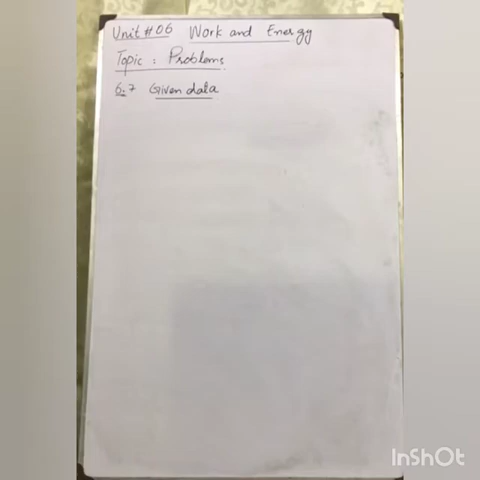 Unit #06 Work and Energy
Topic : Problems
6.7 Given data
InShOt